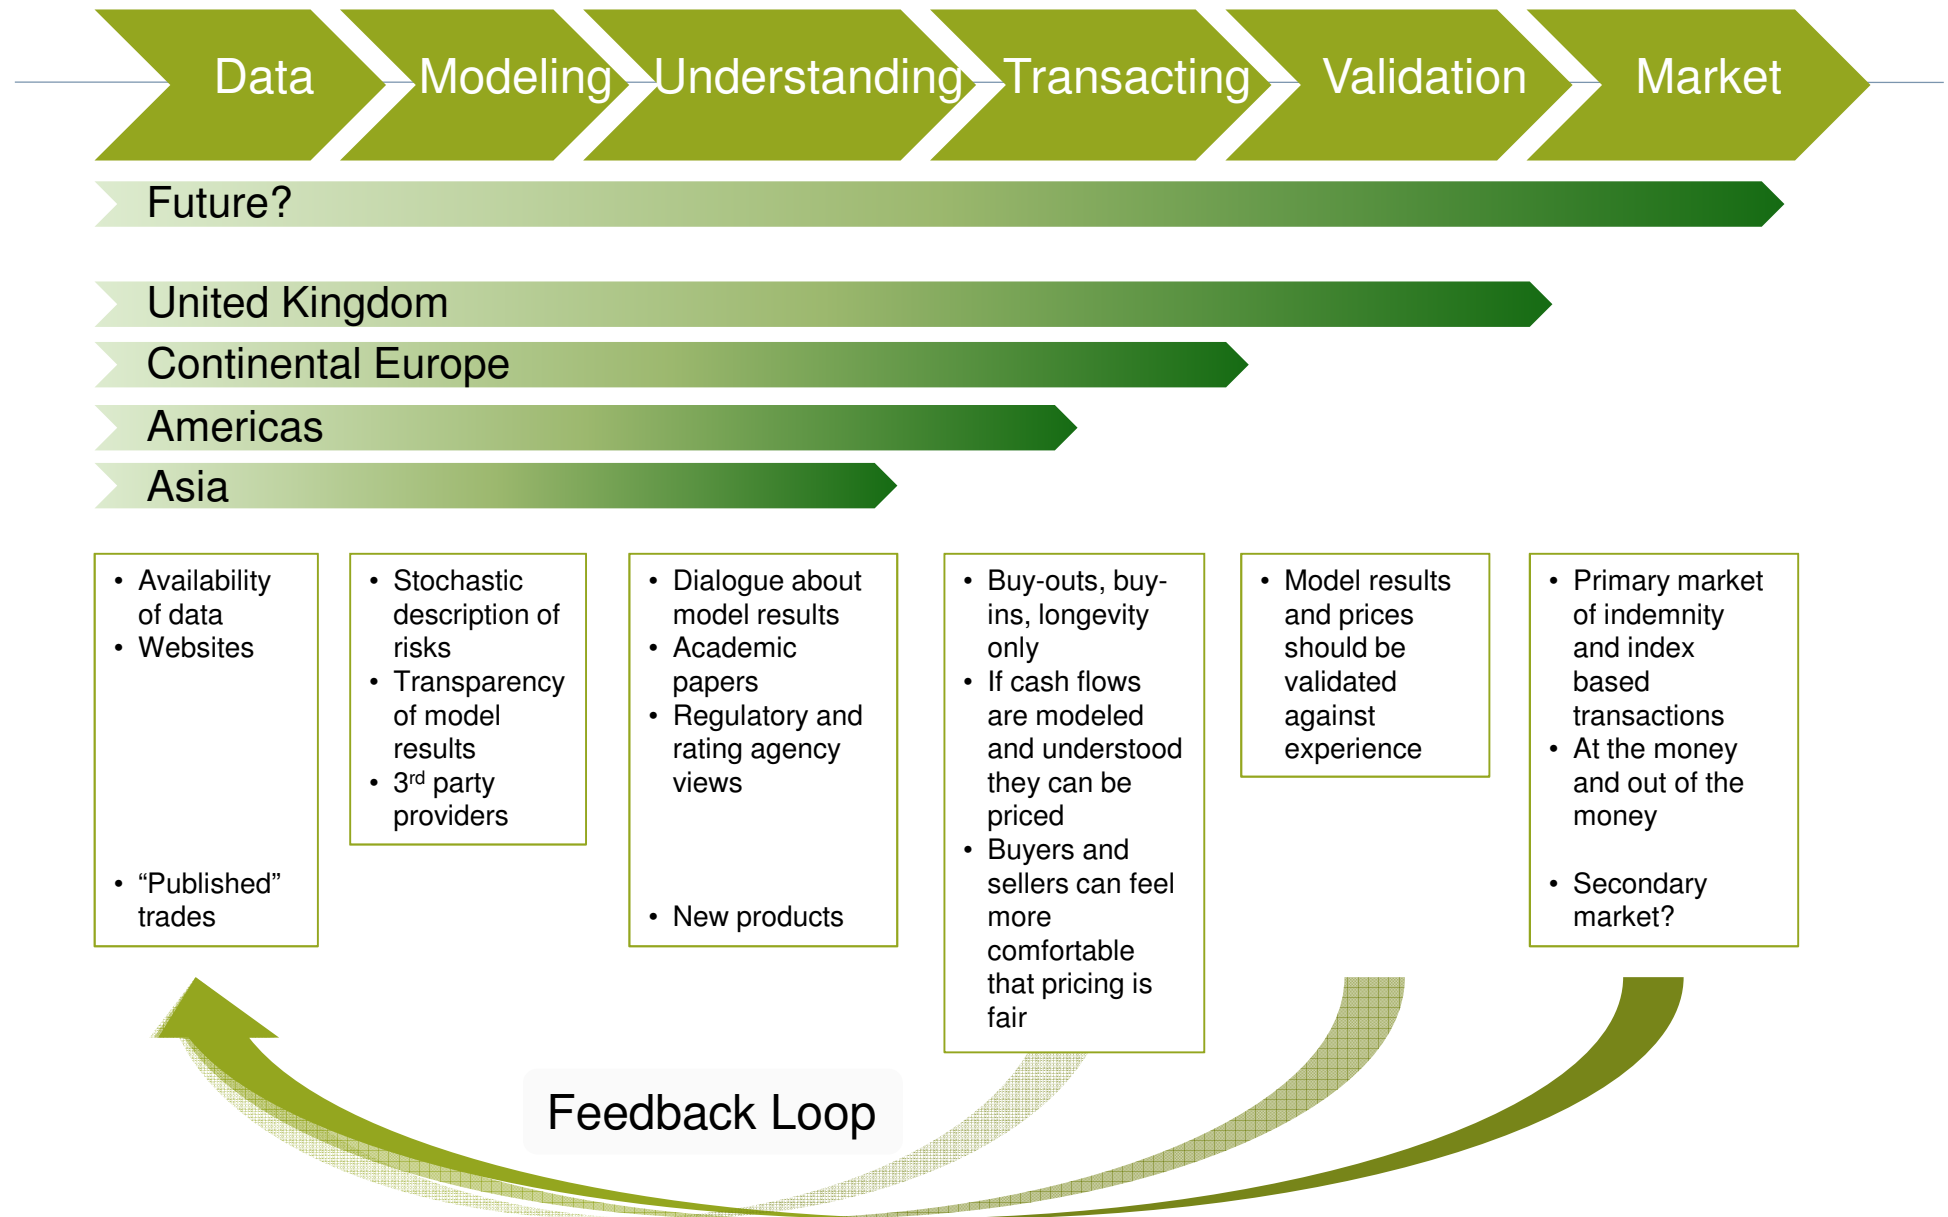 Data
Modeling
Understanding
Transacting
Validation
Market
Future?
United Kingdom
Continental Europe
Americas
Asia
• Availability
of data
• Websites
• “Published”
trades
• Stochastic
description of
risks
• Transparency
of model
results
• 3rd party
providers
• Dialogue about
model results
• Academic
papers
• Regulatory and
rating agency
views
• New products
• Buy-outs, buy-
ins, longevity
only
• If cash flows
are modeled
and understood
they can be
priced
• Buyers and
sellers can feel
more
comfortable
that pricing is
fair
• Model results
and prices
should be
validated
against
experience
• Primary market
of indemnity
and index
based
transactions
• At the money
and out of the
money
• Secondary
market?
Feedback Loop